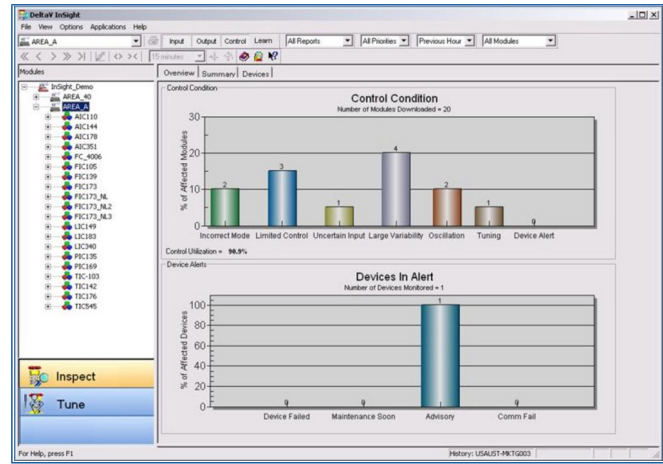 DeltaV InSight
File View Options Applications Help
AREA_A Input Output Control Learn All Reports All Priorities Previous Hour All Modules
15 minutes
Modules
Overview Summary Devices
InSight_Demo
AREA_40
AREA_A
AIC110
AIC144
AIC178
AIC351
FC_4006
FIC105
FIC139
FIC173
FIC173_NL
FIC173_NL2
FIC173_NL3
LIC149
LIC183
LIC340
PIC135
PIC169
TIC-103
TIC142
TIC176
TIC545
Inspect
Tune
Control Condition
Control Condition
Number of Modules Downloaded = 20
% of Affected Modules
30
20
10
0
2
3
1
4
2
1
0
Incorrect Mode Limited Control Uncertain Input Large Variability Oscillation Tuning Device Alert
Control Utilization = 90.9%
Device Alerts
Devices In Alert
Number of Devices Monitored = 1
% of Affected Devices
100
80
60
40
20
0
0
0
1
0
Device Failed Maintenance Soon Advisory Comm Fail
For Help, press F1
History: USAUST-MKTG003